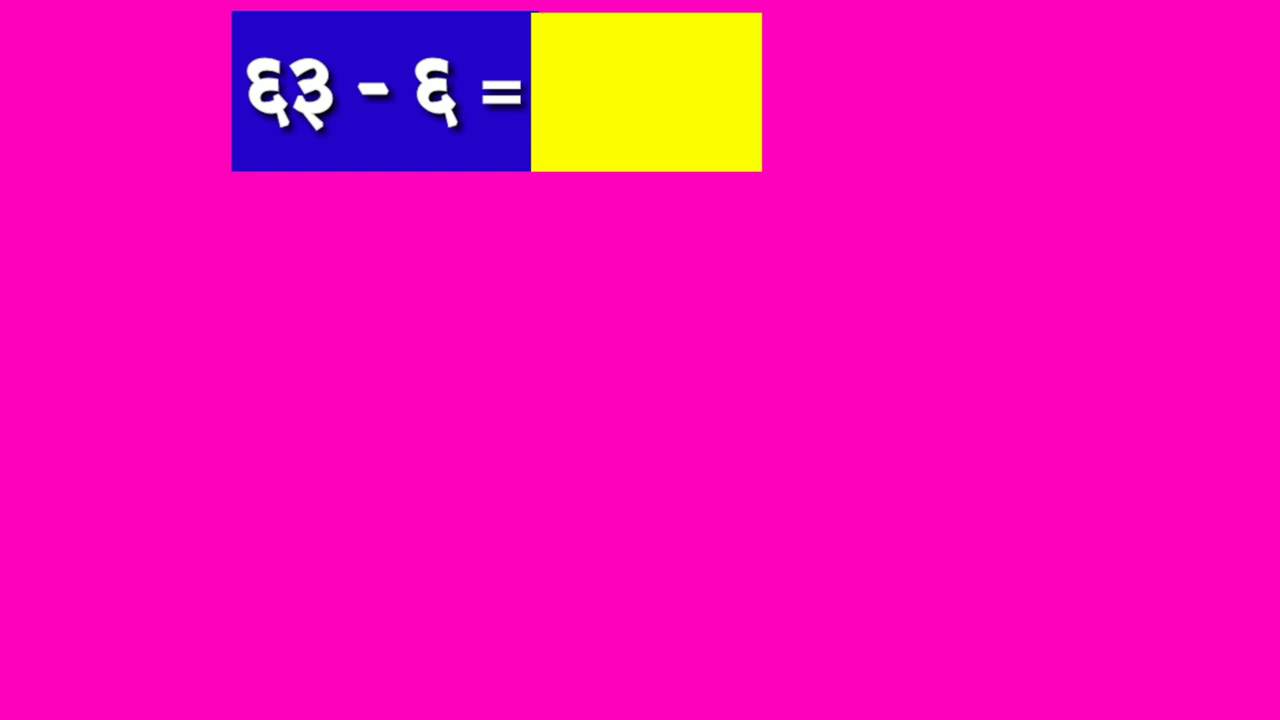 ६३ - ६ =